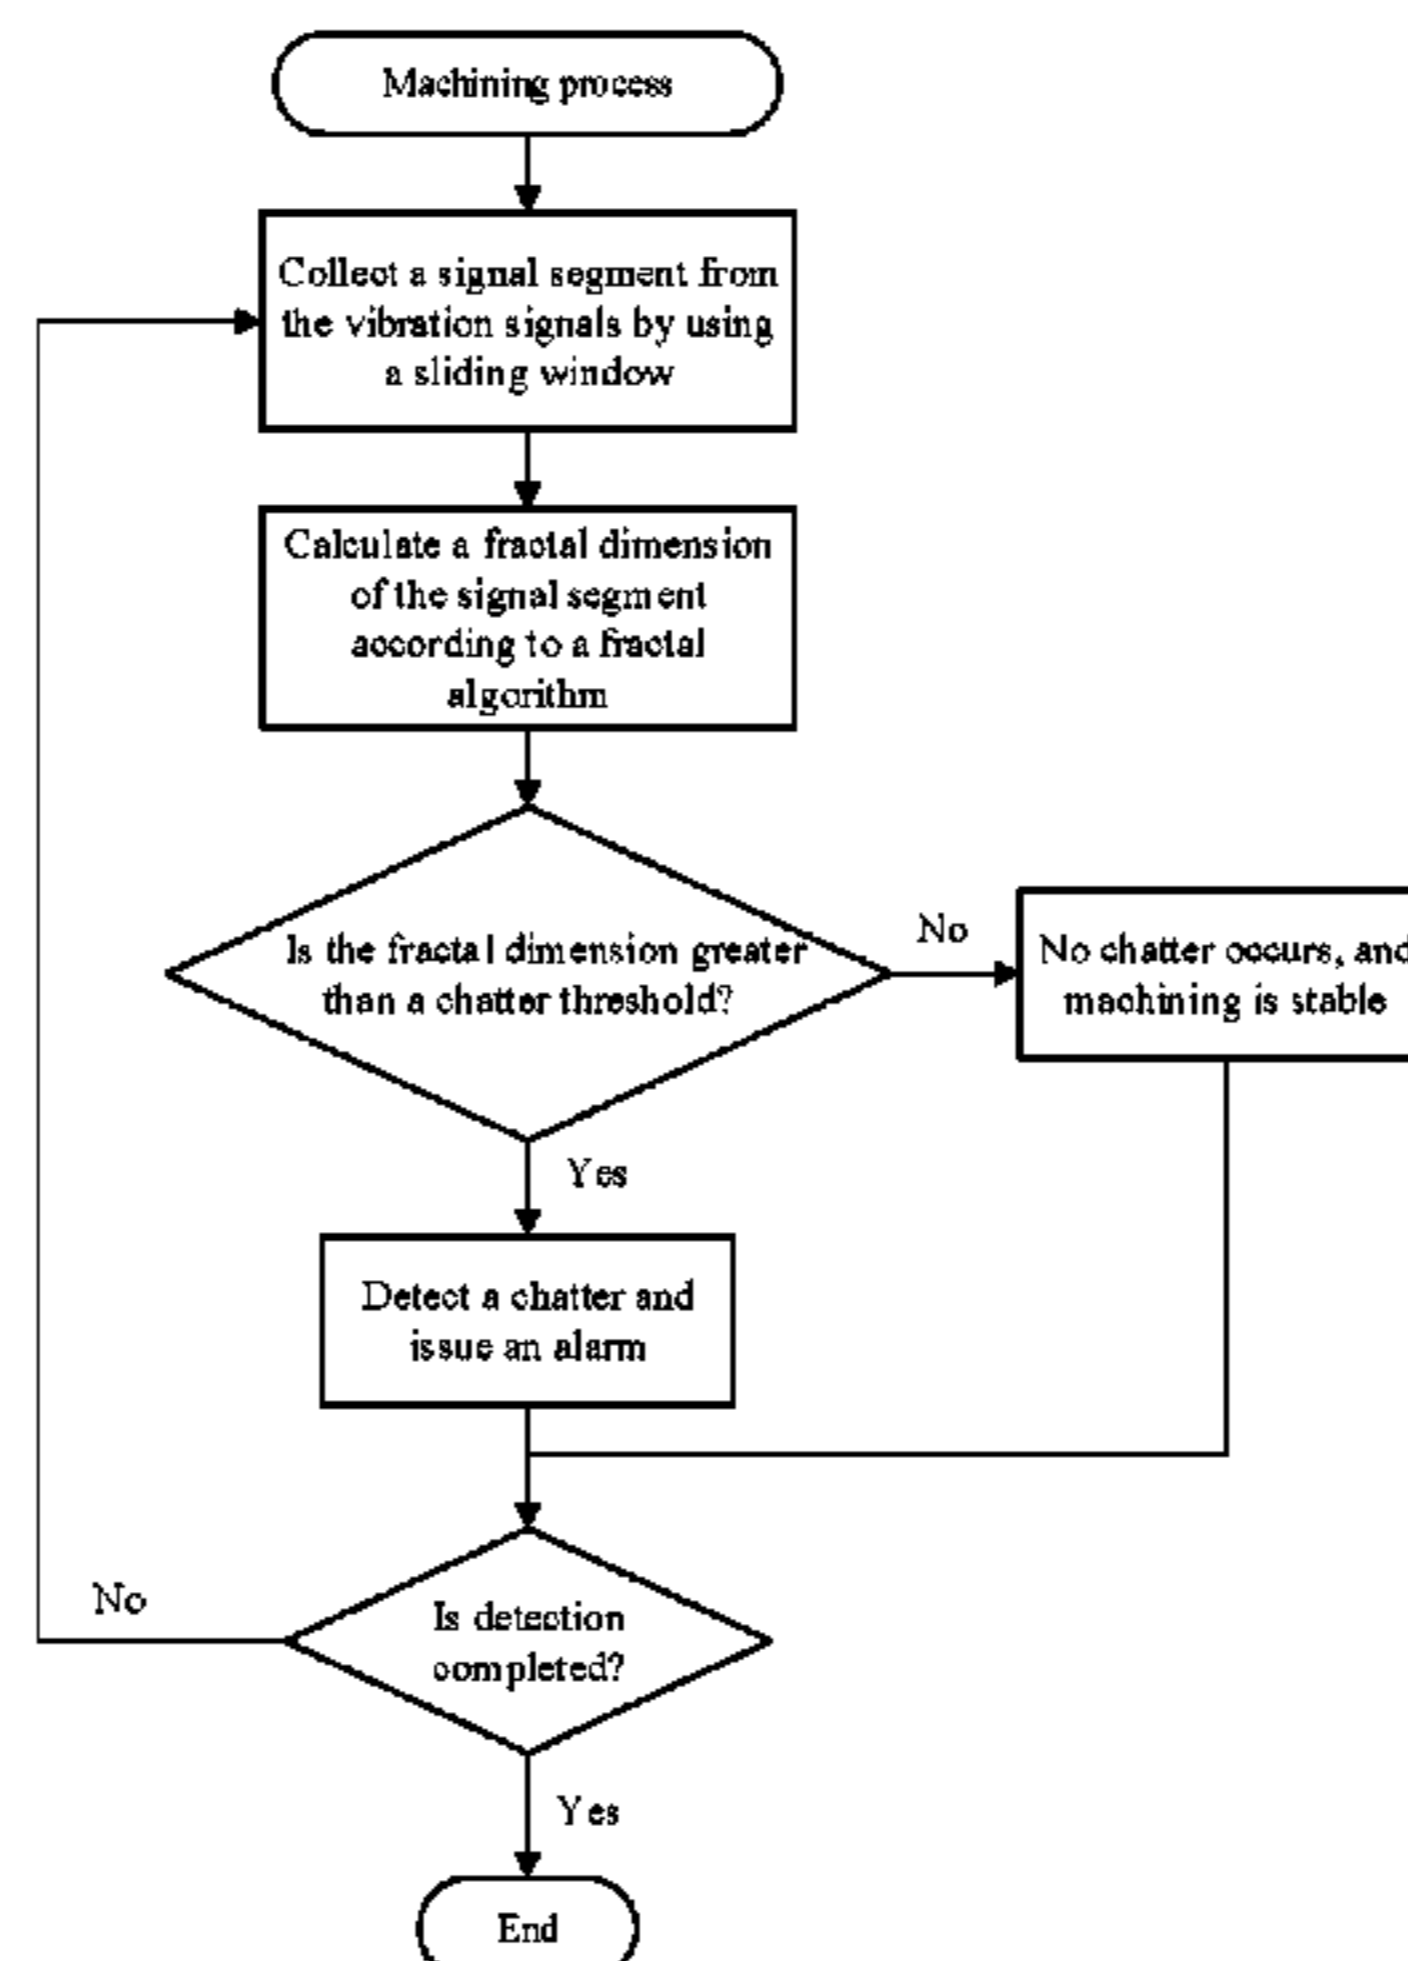 Machining process
Collect a signal segment from
the vibration signals by using
a sliding window
Calculate a fractal dimension
of the signal segment
according to a fractal
algorithm
Is the fractal dimension greater
than a chatter threshold?
No
No chatter occurs, and
machining is stable
Yes
Detect a chatter and
issue an alarm
No
Is detection
completed?
Yes
End